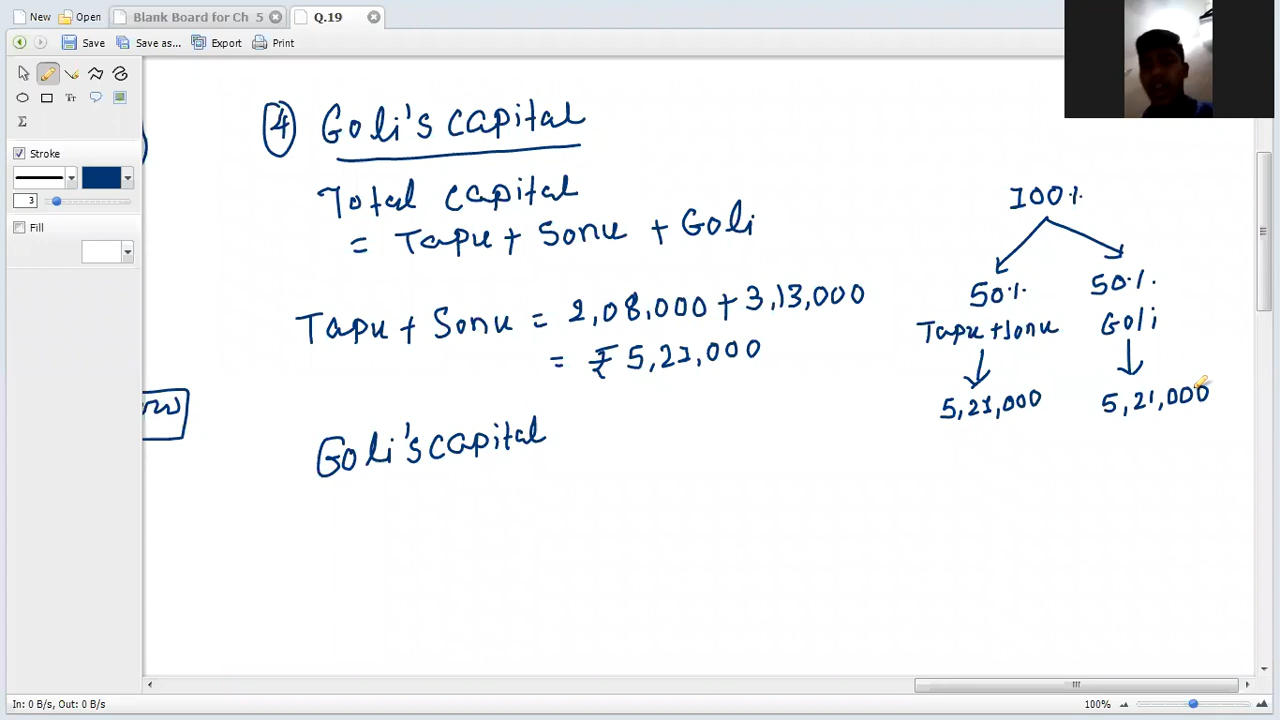 New Open Blank Board for Ch 5 Q.19
Save Save as... Export Print
Stroke
3
Fill
④ Goli's capital
Total capital
= Tapu + Sonu + Goli
Tapu + Sonu = 2,08,000 + 3,13,000
= ₹ 5,21,000
Goli's capital
100%
50% 50%
Tapu + Sonu Goli
5,21,000 5,21,000
In: 0 B/s, Out: 0 B/s 100%